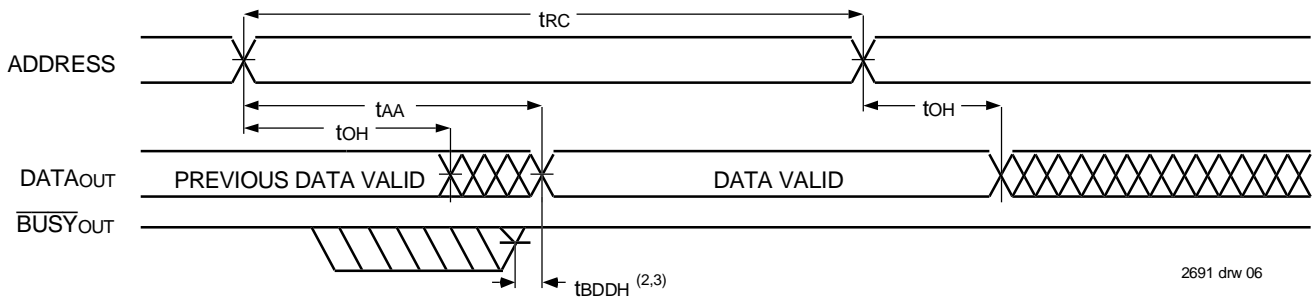 tRC
ADDRESS
tAA
tOH
tOH
DATAOUT
PREVIOUS DATA VALID
DATA VALID
BUSYOUT
tBDDH (2,3)
2691 drw 06